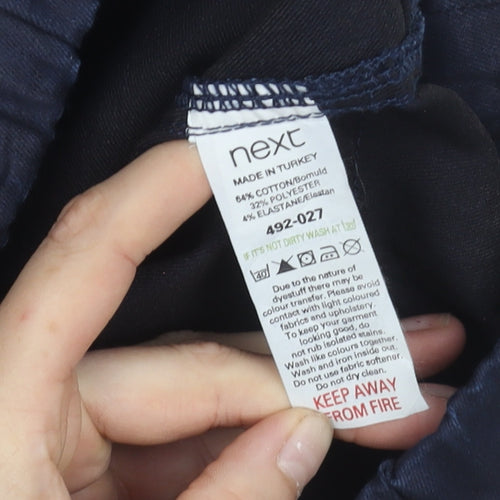 next
MADE IN TURKEY
64% COTTON/Bomuld
32% POLYESTER
4% ELASTANE/Elastan
492-027
IF IT'S NOT DIRTY WASH AT 30°
40
Due to the nature of
dyestuff there may be
colour transfer. Please avoid
contact with light coloured
fabrics and upholstery.
To keep your garment
looking good, do
not rub isolated stains.
Wash like colours together.
Wash and iron inside out.
Do not use fabric softener.
Do not dry clean.
KEEP AWAY
FROM FIRE